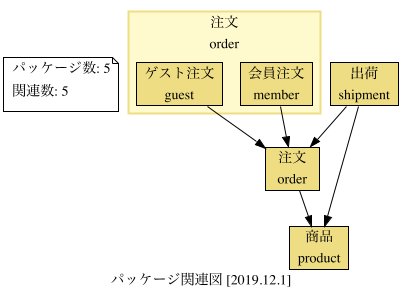 注文
order
パッケージ数: 5
関連数: 5
ゲスト注文
guest
会員注文
member
出荷
shipment
注文
order
商品
product
パッケージ関連図 [2019.12.1]